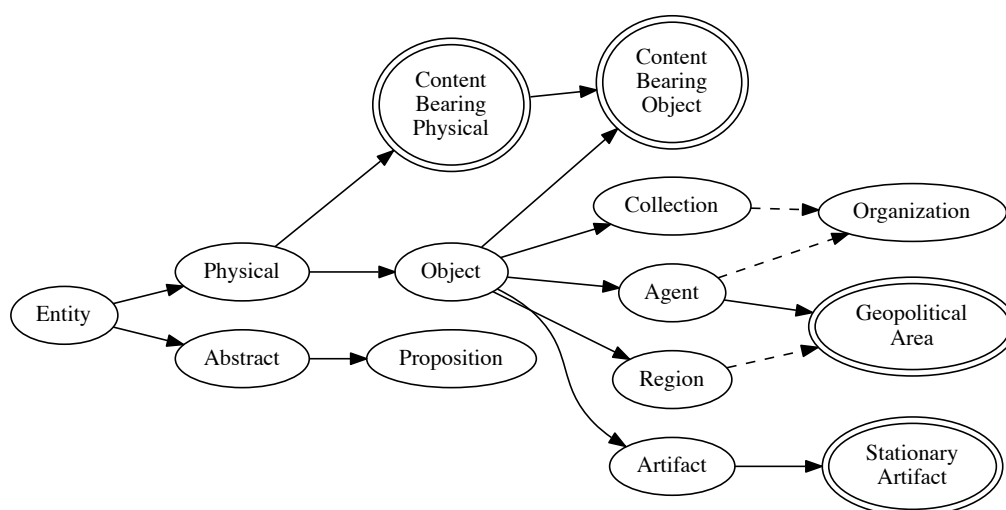 Content
Bearing
Physical
Content
Bearing
Object
Collection
Organization
Physical
Object
Agent
Entity
Geopolitical
Area
Abstract
Proposition
Region
Artifact
Stationary
Artifact